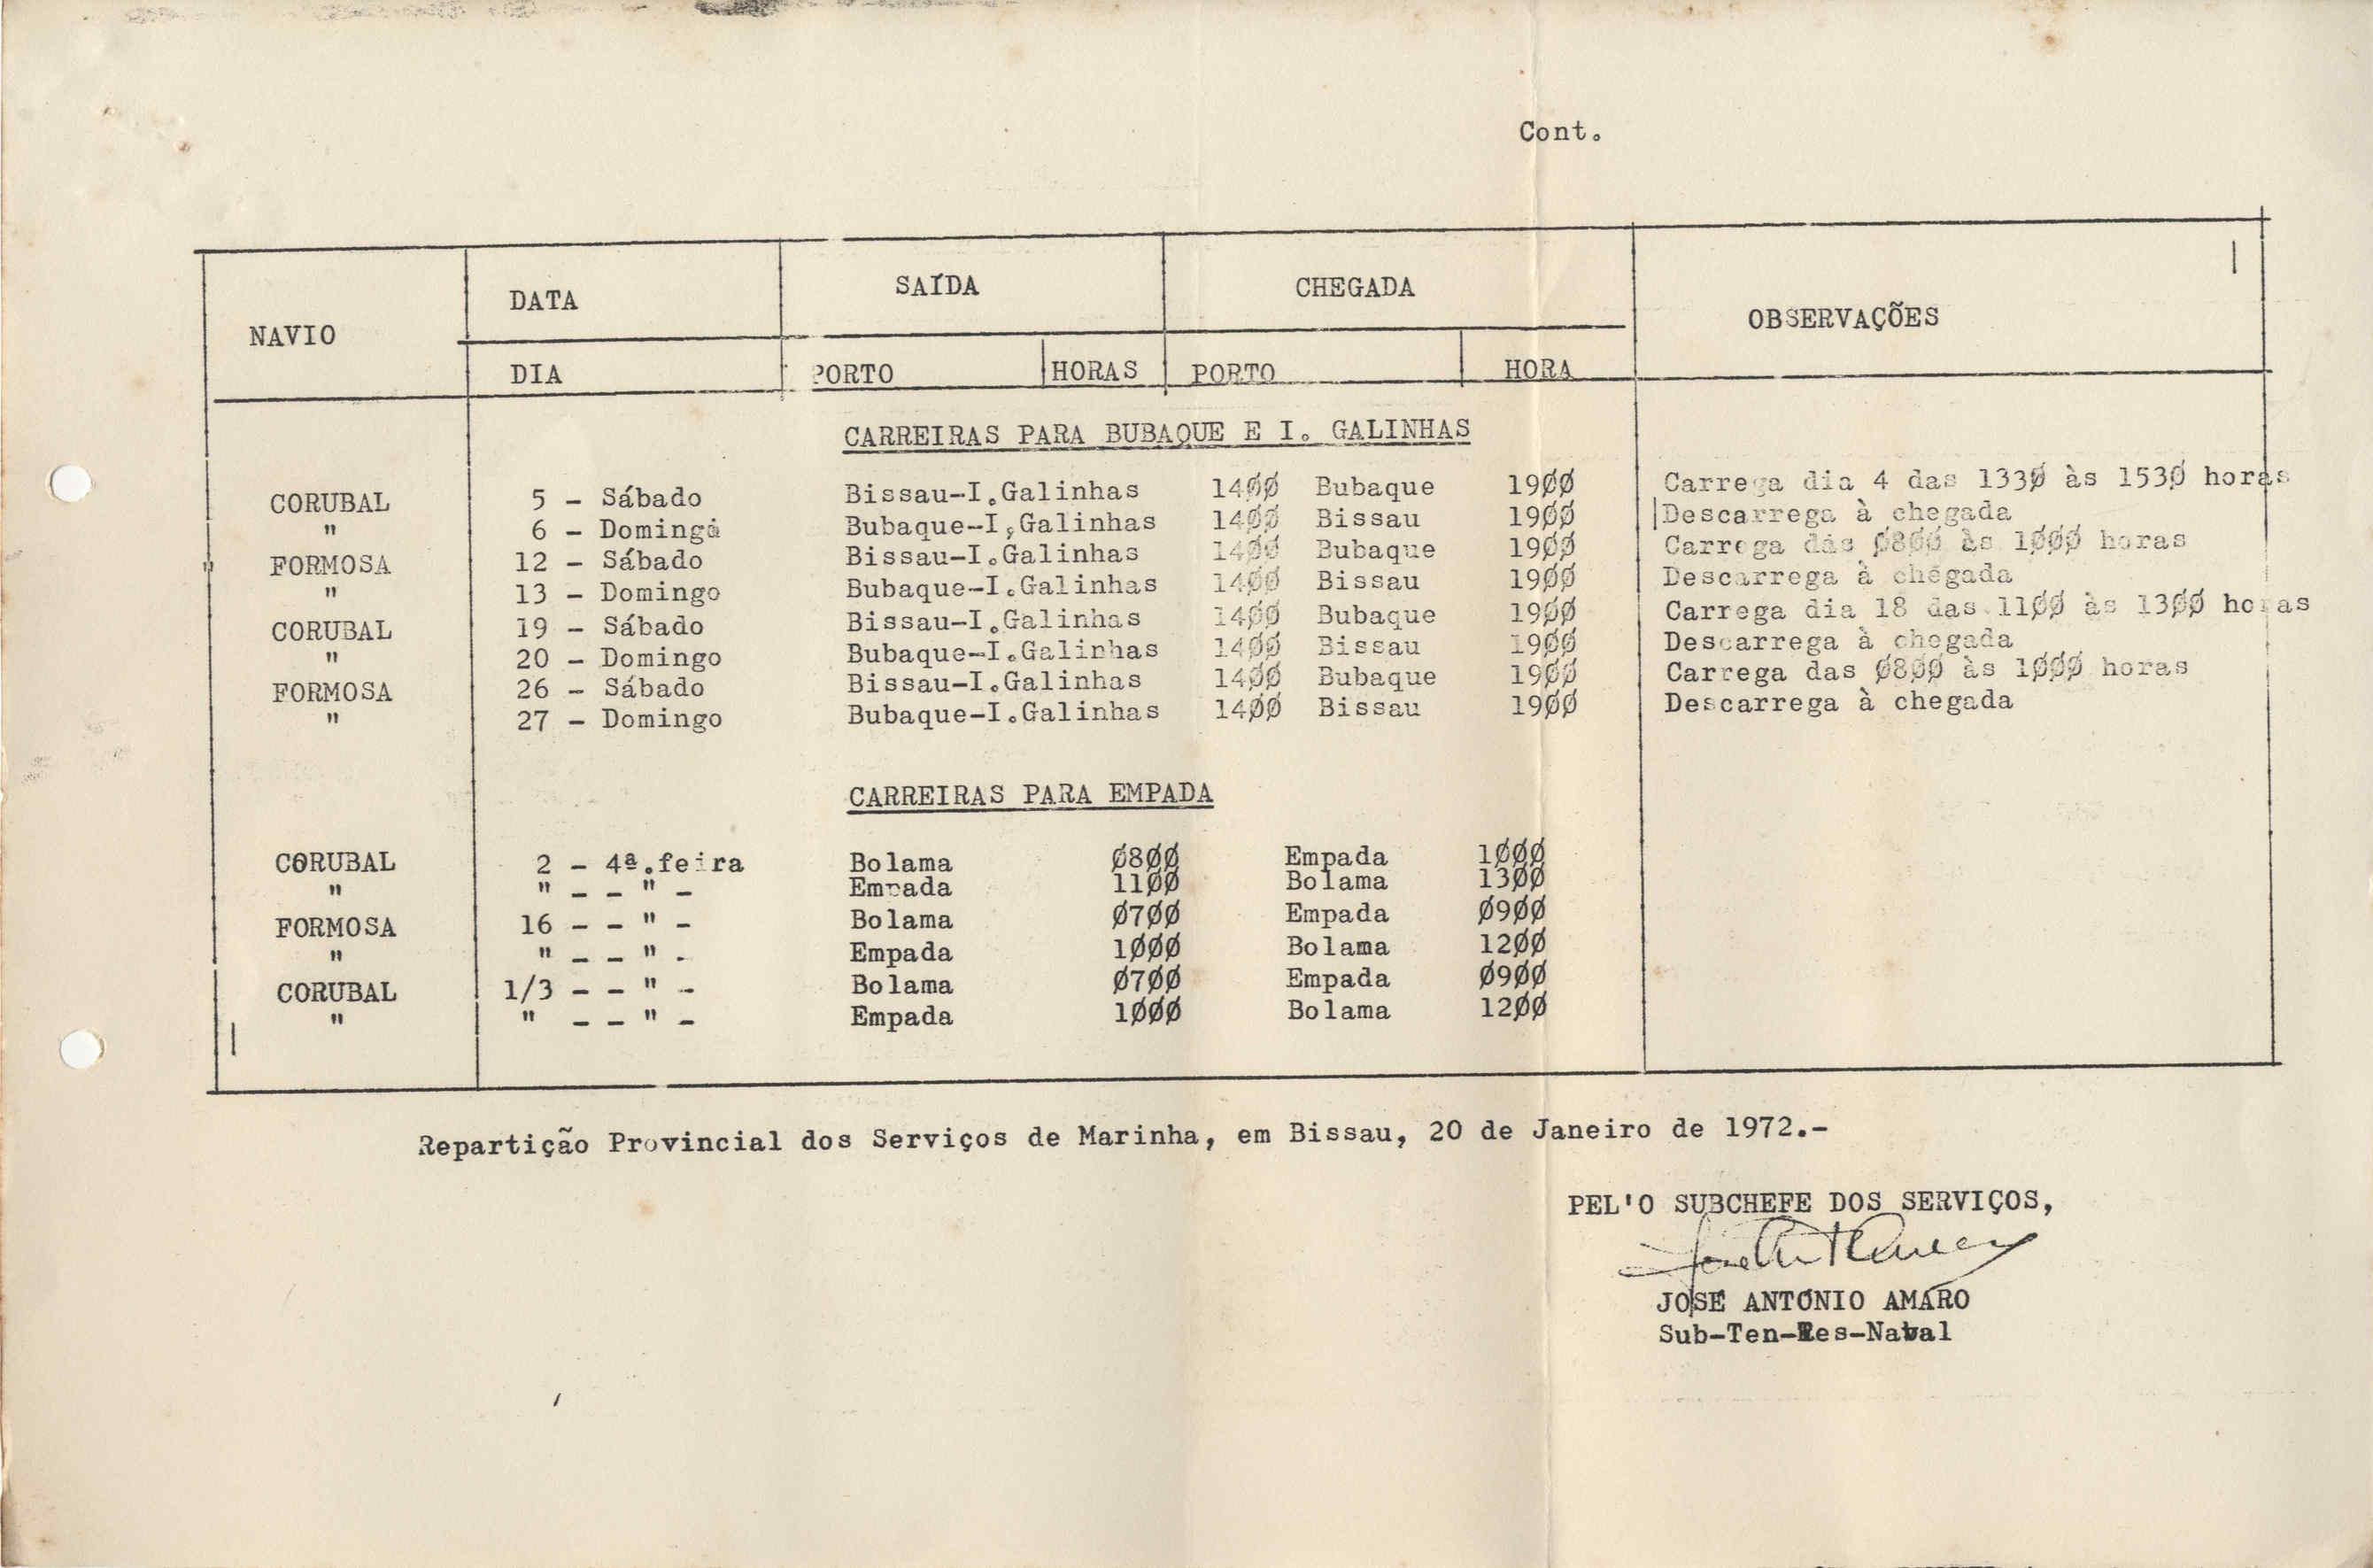 Cont.
NAVIO DATA SAÍDA CHEGADA OBSERVAÇÕES
DIA PORTO HORAS PORTO HORA
CARREIRAS PARA BUBAQUE E I. GALINHAS
CORUBAL 5 - Sábado Bissau-I.Galinhas 14ØØ Bubaque 19ØØ Carrega dia 4 das 133Ø às 153Ø horas
" 6 - Domingo Bubaque-I,Galinhas 14ØØ Bissau 19ØØ Descarrega à chegada
FORMOSA 12 - Sábado Bissau-I.Galinhas 14ØØ Bubaque 19ØØ Carrega das Ø8ØØ às 1ØØØ horas
" 13 - Domingo Bubaque-I.Galinhas 14ØØ Bissau 19ØØ Descarrega à chegada
CORUBAL 19 - Sábado Bissau-I.Galinhas 14ØØ Bubaque 19ØØ Carrega dia 18 das 11ØØ às 13ØØ horas
" 20 - Domingo Bubaque-I.Galinhas 14ØØ Bissau 19ØØ Descarrega à chegada
FORMOSA 26 - Sábado Bissau-I.Galinhas 14ØØ Bubaque 19ØØ Carrega das Ø8ØØ às 1ØØØ horas
" 27 - Domingo Bubaque-I.Galinhas 14ØØ Bissau 19ØØ Descarrega à chegada
CARREIRAS PARA EMPADA
CORUBAL 2 - 4ª.feira Bolama Ø8ØØ Empada 1ØØØ
" " - - " - Empada 11ØØ Bolama 13ØØ
FORMOSA 16 - - " - Bolama Ø7ØØ Empada Ø9ØØ
" " - - " - Empada 1ØØØ Bolama 12ØØ
CORUBAL 1/3 - - " - Bolama Ø7ØØ Empada Ø9ØØ
" " - - " - Empada 1ØØØ Bolama 12ØØ
Repartição Provincial dos Serviços de Marinha, em Bissau, 20 de Janeiro de 1972.-
PEL'O SUBCHEFE DOS SERVIÇOS,
JOSÉ ANTÓNIO AMARO
Sub-Ten-Res-Naval